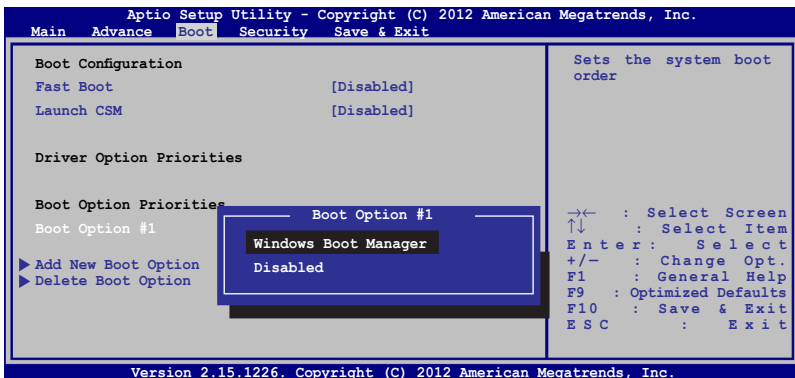 Aptio Setup Utility - Copyright (C) 2012 American Megatrends, Inc.
Main Advance Boot Security Save & Exit
Boot Configuration
Fast Boot [Disabled]
Launch CSM [Disabled]
Driver Option Priorities
Boot Option Priorities
Boot Option #1
Add New Boot Option
Delete Boot Option
Boot Option #1
Windows Boot Manager
Disabled
Sets the system boot
order
→← : Select Screen
↑↓ : Select Item
Enter: Select
+/— : Change Opt.
F1 : General Help
F9 : Optimized Defaults
F10 : Save & Exit
ESC : Exit
Version 2.15.1226. Copyright (C) 2012 American Megatrends, Inc.